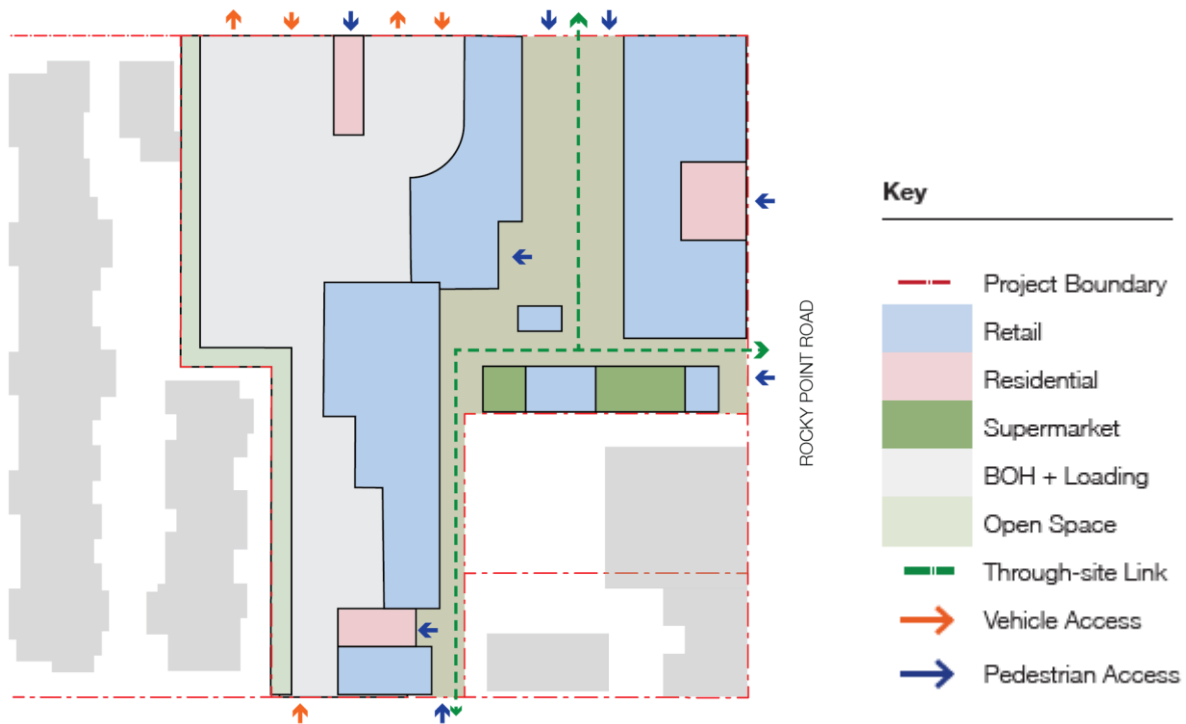 Key
Project Boundary
Retail
Residential
Supermarket
BOH + Loading
Open Space
Through-site Link
Vehicle Access
Pedestrian Access
ROCKY POINT ROAD